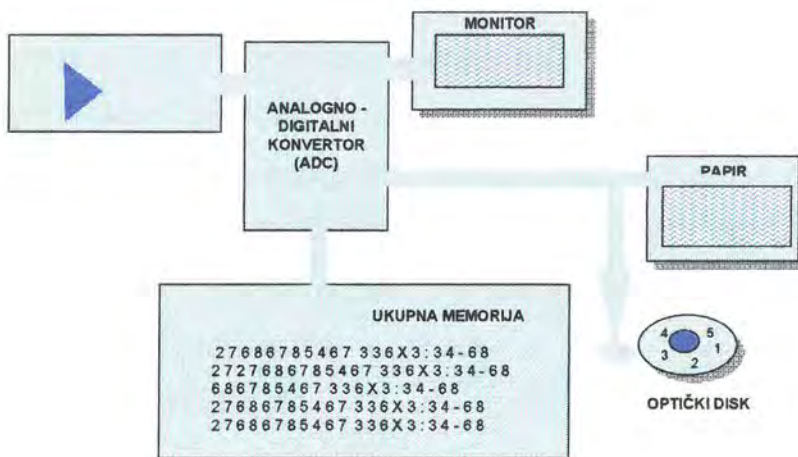 MONITOR
ANALOGNO -
DIGITALNI
KONVERTOR
(ADC)
PAPIR
UKUPNA MEMORIJA
27686785467 336X3:34-68
2727686785467 336X3:34-68
686785467 336X3:34-68
27686785467 336X3:34-68
27686785467 336X3:34-68
4 5
3 1
2
OPTIČKI DISK